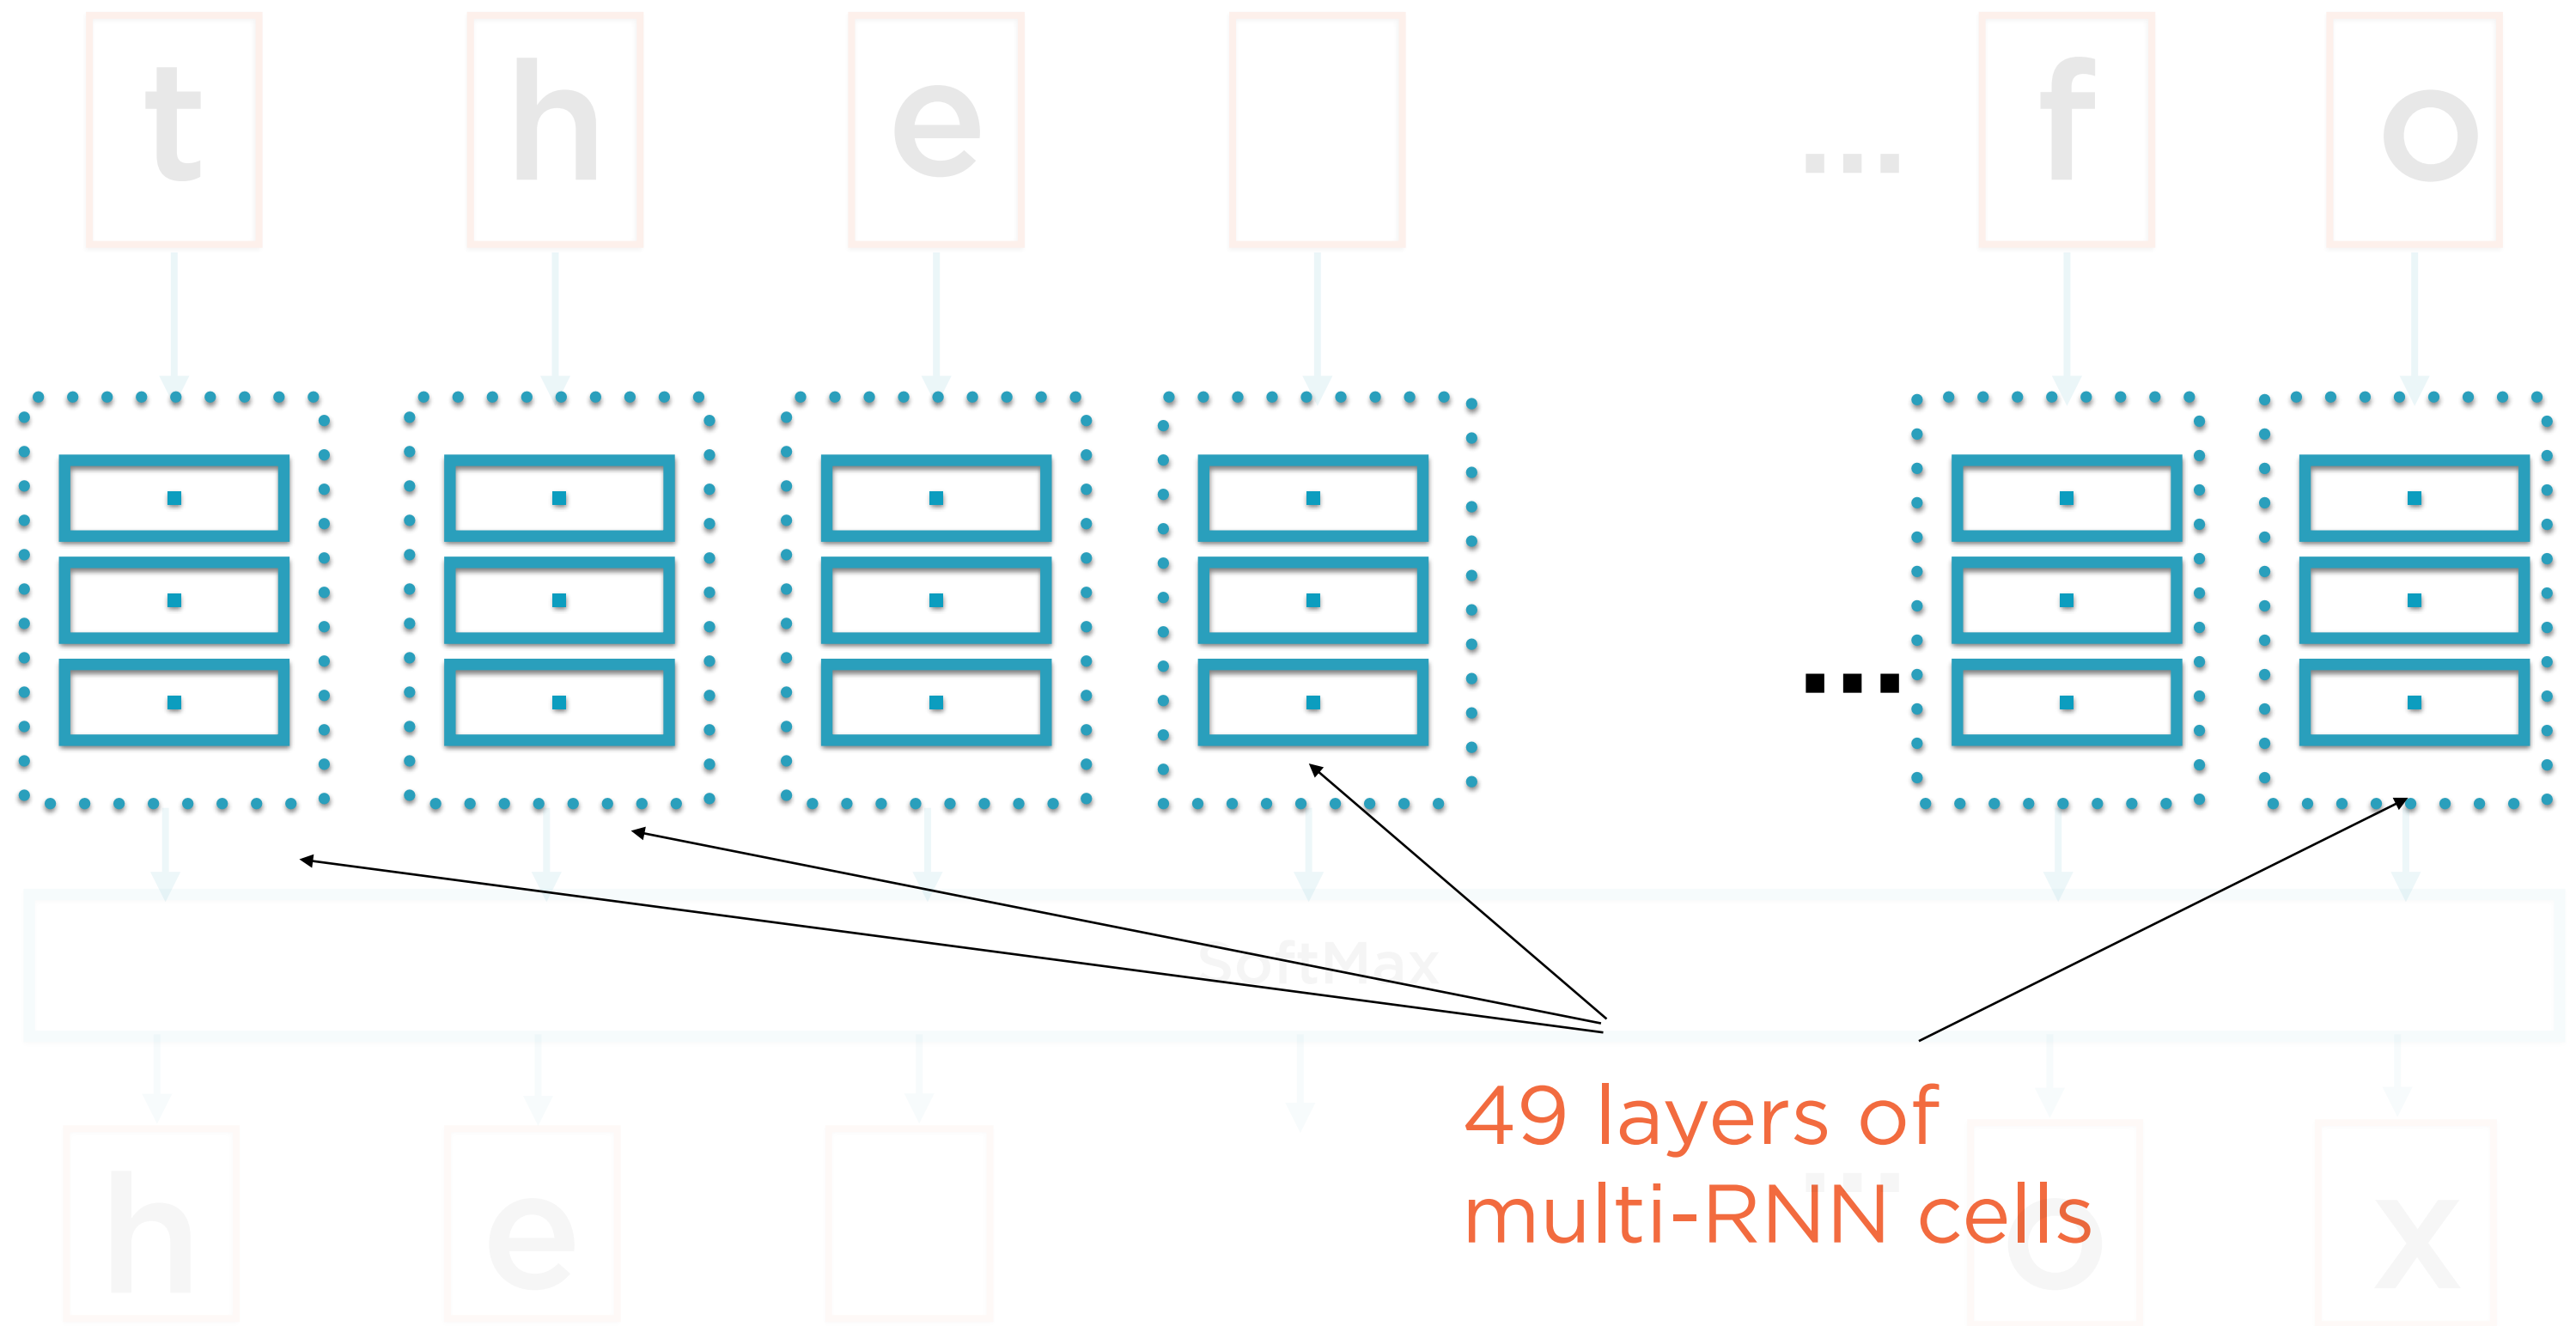 t h e ... f o
...
SoftMax
49 layers of
multi-RNN cells
h e ... o x